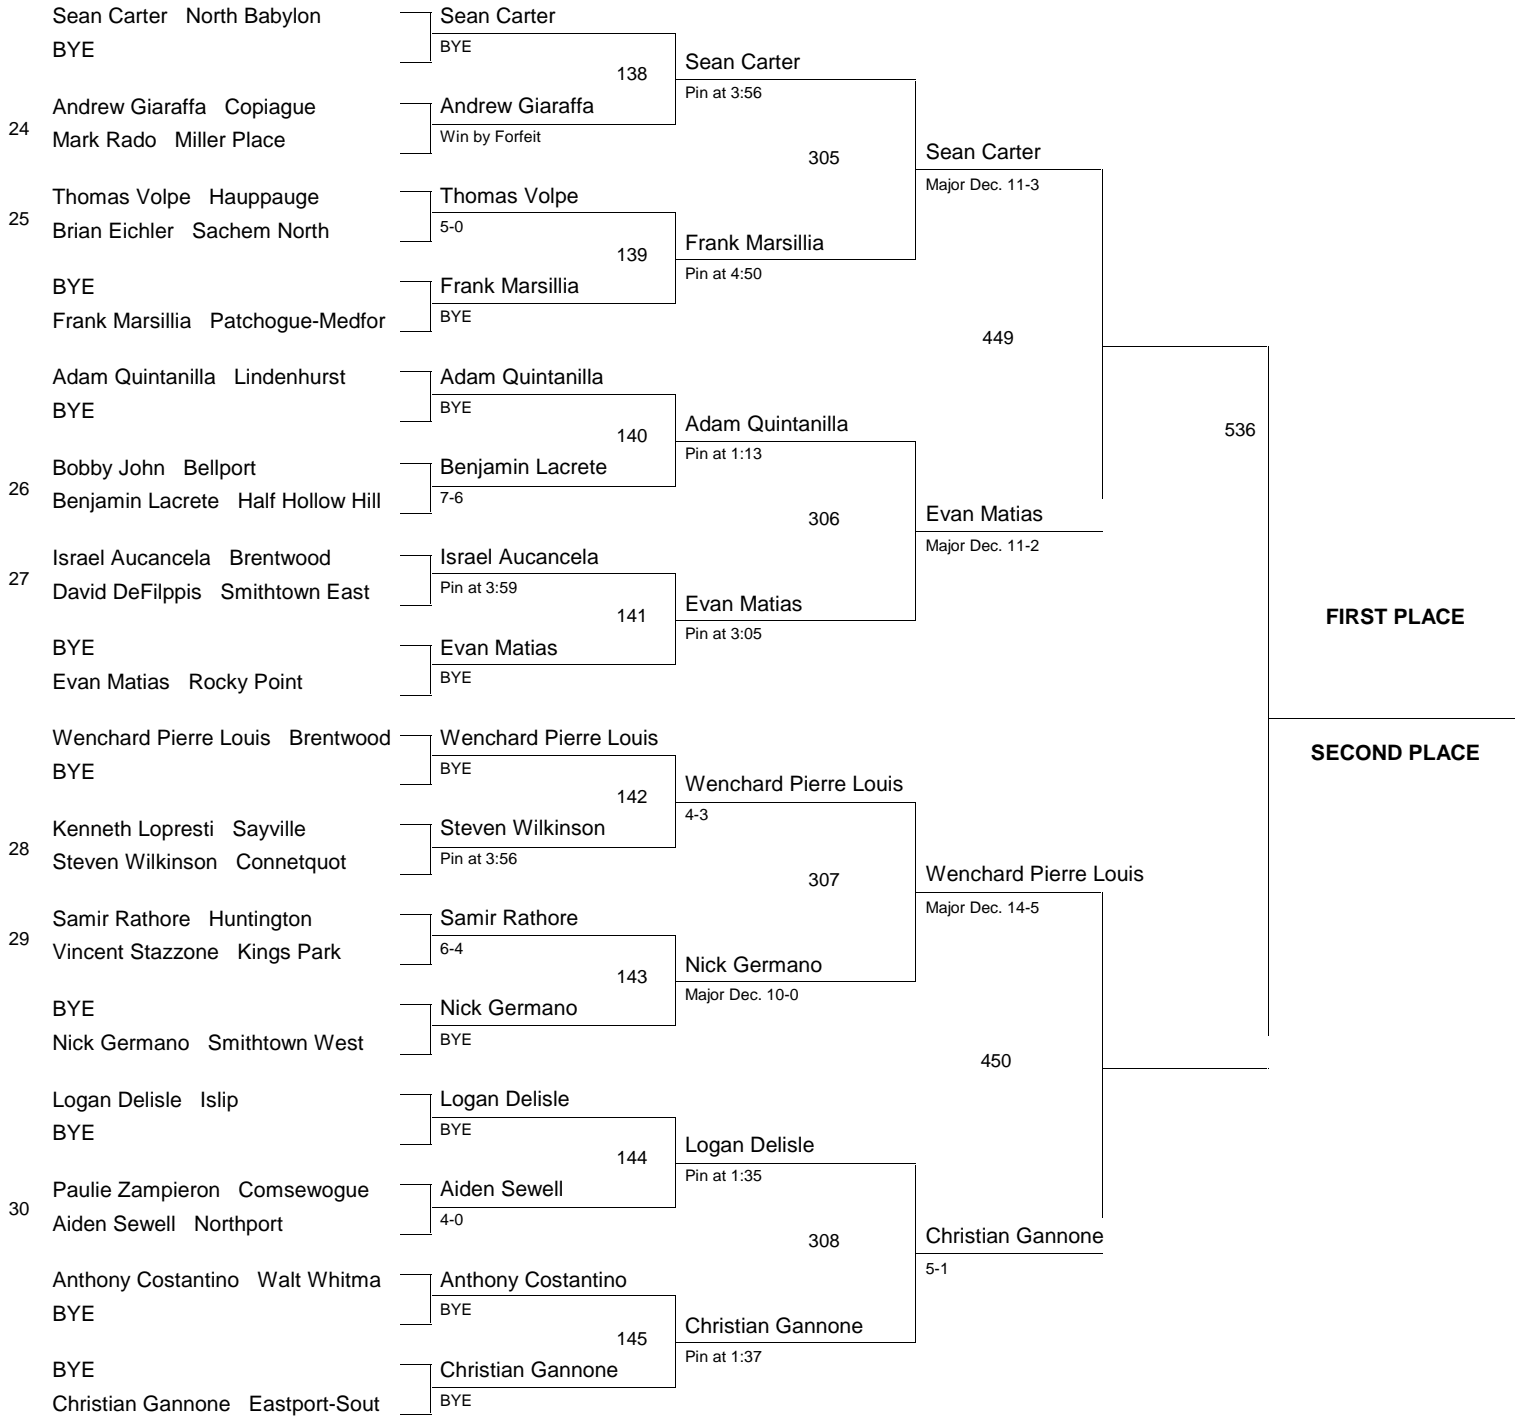 Sean Carter North Babylon
BYE
24
Andrew Giaraffa Copiague
Mark Rado Miller Place
25
Thomas Volpe Hauppauge
Brian Eichler Sachem North
BYE
Frank Marsillia Patchogue-Medfor
Adam Quintanilla Lindenhurst
BYE
26
Bobby John Bellport
Benjamin Lacrete Half Hollow Hill
27
Israel Aucancela Brentwood
David DeFilppis Smithtown East
BYE
Evan Matias Rocky Point
Wenchard Pierre Louis Brentwood
BYE
28
Kenneth Lopresti Sayville
Steven Wilkinson Connetquot
29
Samir Rathore Huntington
Vincent Stazzone Kings Park
BYE
Nick Germano Smithtown West
Logan Delisle Islip
BYE
30
Paulie Zampieron Comsewogue
Aiden Sewell Northport
Anthony Costantino Walt Whitma
BYE
BYE
Christian Gannone Eastport-Sout
Sean Carter
BYE
138
Andrew Giaraffa
Win by Forfeit
Thomas Volpe
5-0
139
Frank Marsillia
BYE
Adam Quintanilla
BYE
140
Benjamin Lacrete
7-6
Israel Aucancela
Pin at 3:59
141
Evan Matias
BYE
Wenchard Pierre Louis
BYE
142
Steven Wilkinson
Pin at 3:56
Samir Rathore
6-4
143
Nick Germano
BYE
Logan Delisle
BYE
144
Aiden Sewell
4-0
Anthony Costantino
BYE
145
Christian Gannone
BYE
Sean Carter
Pin at 3:56
305
Frank Marsillia
Pin at 4:50
Adam Quintanilla
Pin at 1:13
306
Evan Matias
Pin at 3:05
Wenchard Pierre Louis
4-3
307
Nick Germano
Major Dec. 10-0
Logan Delisle
Pin at 1:35
308
Christian Gannone
Pin at 1:37
Sean Carter
Major Dec. 11-3
449
Evan Matias
Major Dec. 11-2
Wenchard Pierre Louis
Major Dec. 14-5
450
Christian Gannone
5-1
536
FIRST PLACE
SECOND PLACE